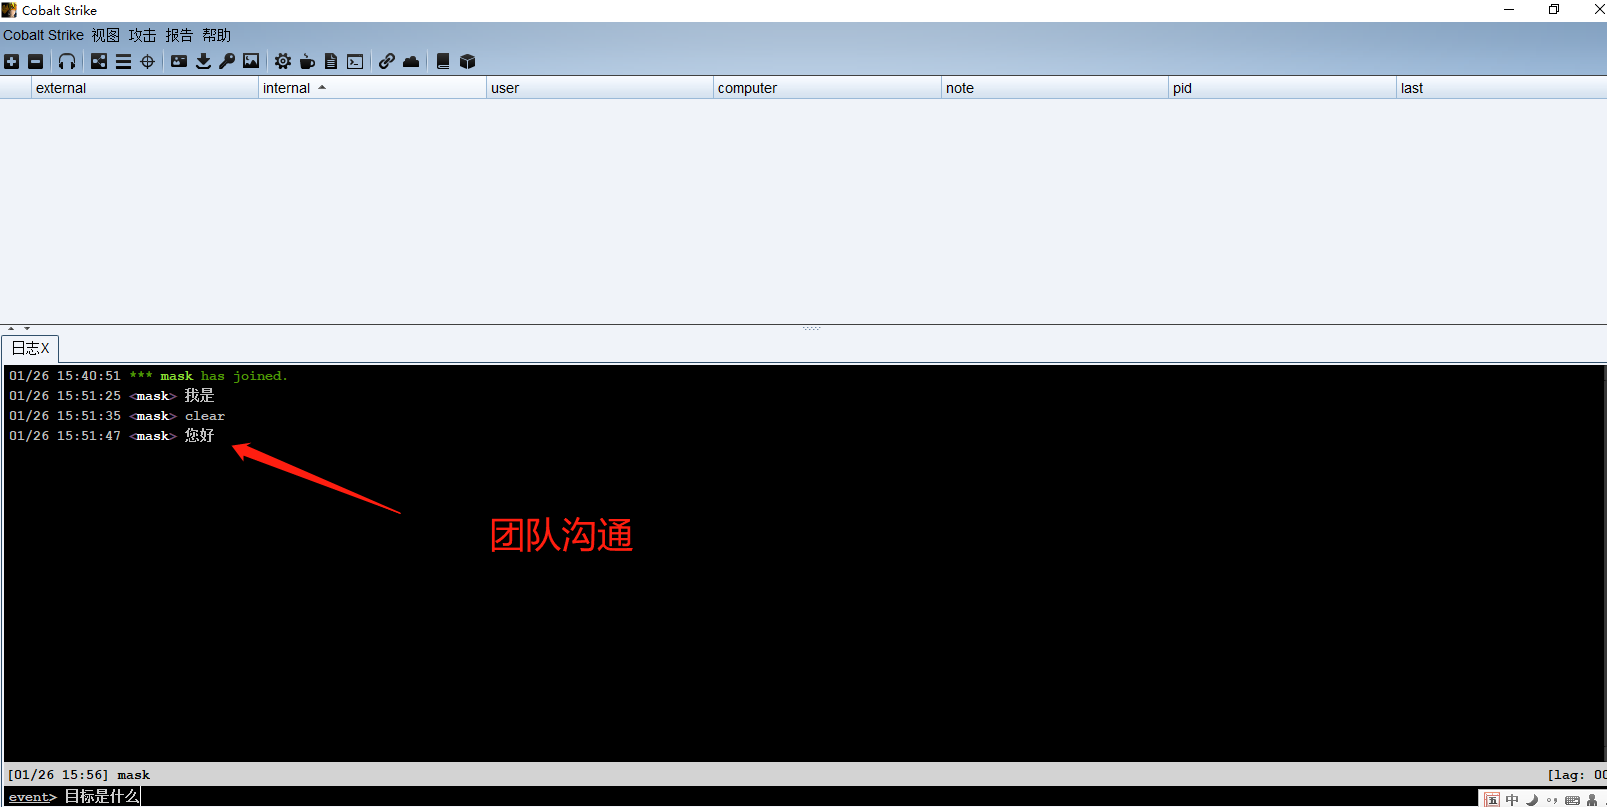 Cobalt Strike
Cobalt Strike 视图 攻击 报告 帮助
external internal user computer note pid last
日志X
01/26 15:40:51 *** mask has joined.
01/26 15:51:25 <mask> 我是
01/26 15:51:35 <mask> clear
01/26 15:51:47 <mask> 您好
团队沟通
[01/26 15:56] mask [lag: 00
event> 目标是什么
五 中